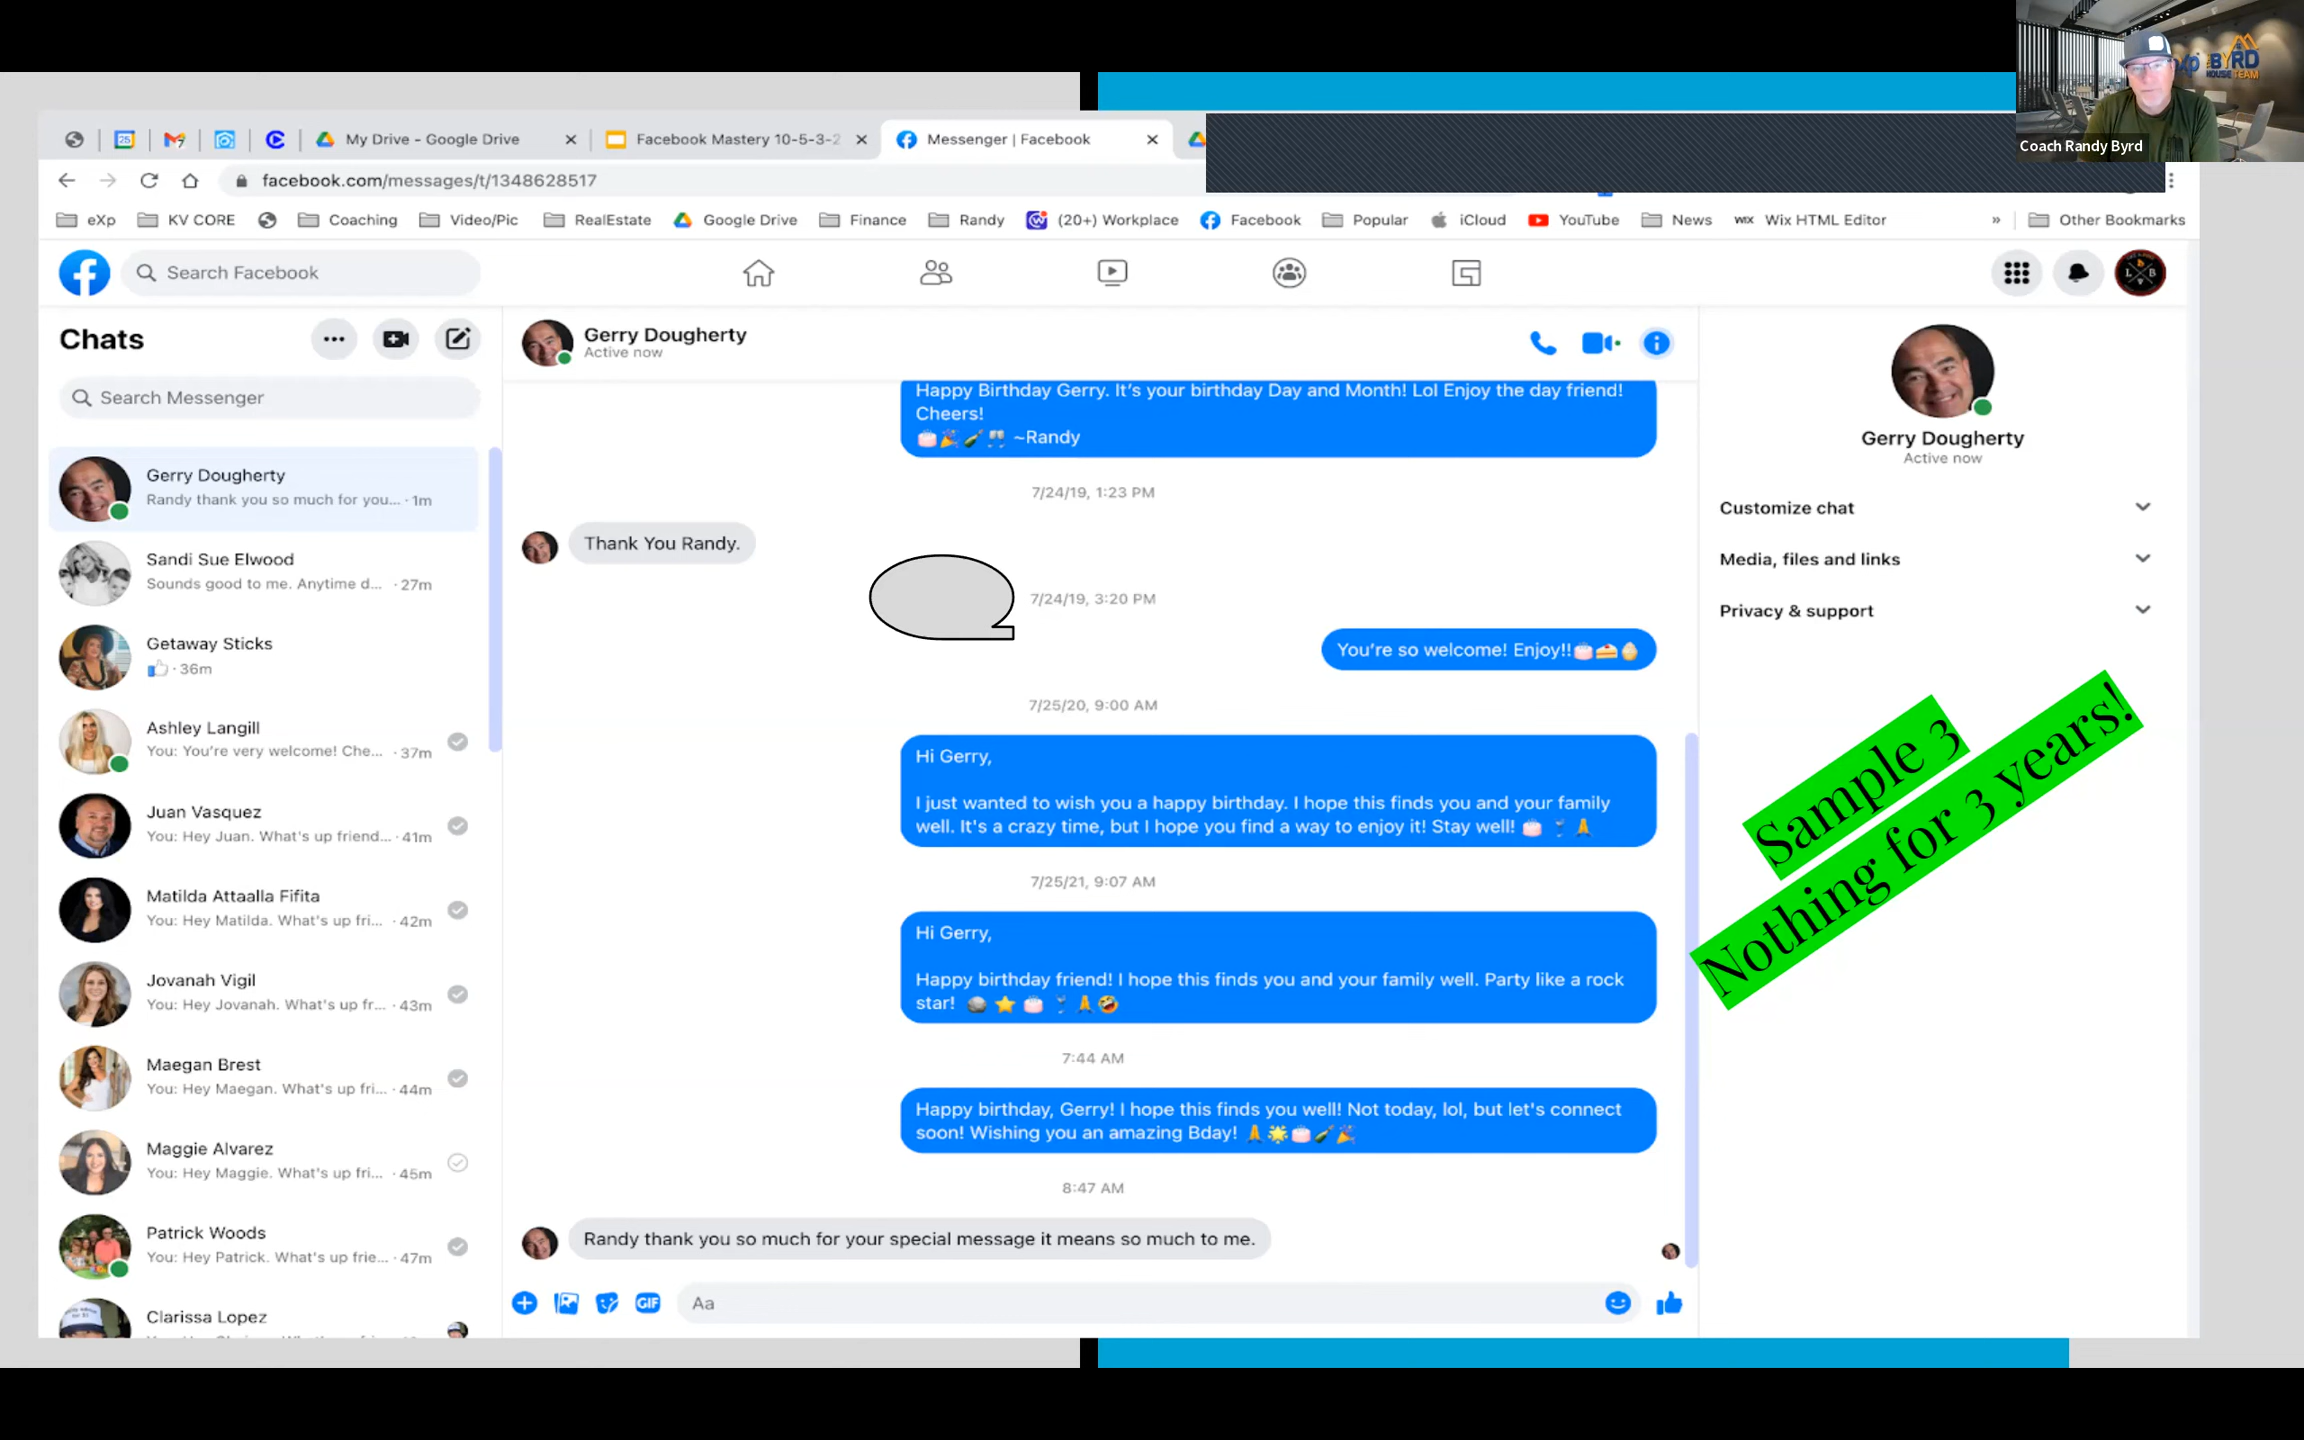 BYRD
HOUSE TEAM
Coach Randy Byrd
My Drive - Google Drive
Facebook Mastery 10-5-3-2
Messenger | Facebook
facebook.com/messages/t/1348628517
eXp
KV CORE
Coaching
Video/Pic
RealEstate
Google Drive
Finance
Randy
(20+) Workplace
Facebook
Popular
iCloud
YouTube
News
WIX Wix HTML Editor
»
Other Bookmarks
Search Facebook
Chats
Search Messenger
Gerry Dougherty
Randy thank you so much for you... · 1m
Sandi Sue Elwood
Sounds good to me. Anytime d... · 27m
Getaway Sticks
👍 · 36m
Ashley Langill
You: You're very welcome! Che... · 37m
Juan Vasquez
You: Hey Juan. What's up friend... · 41m
Matilda Attaalla Fifita
You: Hey Matilda. What's up fri... · 42m
Jovanah Vigil
You: Hey Jovanah. What's up fr... · 43m
Maegan Brest
You: Hey Maegan. What's up fri... · 44m
Maggie Alvarez
You: Hey Maggie. What's up fri... · 45m
Patrick Woods
You: Hey Patrick. What's up frie... · 47m
Clarissa Lopez
Gerry Dougherty
Active now
Happy Birthday Gerry. It's your birthday Day and Month! Lol Enjoy the day friend!
Cheers!
~Randy
7/24/19, 1:23 PM
Thank You Randy.
7/24/19, 3:20 PM
You're so welcome! Enjoy!!
7/25/20, 9:00 AM
Hi Gerry,
I just wanted to wish you a happy birthday. I hope this finds you and your family
well. It's a crazy time, but I hope you find a way to enjoy it! Stay well!
7/25/21, 9:07 AM
Hi Gerry,
Happy birthday friend! I hope this finds you and your family well. Party like a rock
star!
7:44 AM
Happy birthday, Gerry! I hope this finds you well! Not today, lol, but let's connect
soon! Wishing you an amazing Bday!
8:47 AM
Randy thank you so much for your special message it means so much to me.
GIF
Aa
Gerry Dougherty
Active now
Customize chat
Media, files and links
Privacy & support
Sample 3
Nothing for 3 years!